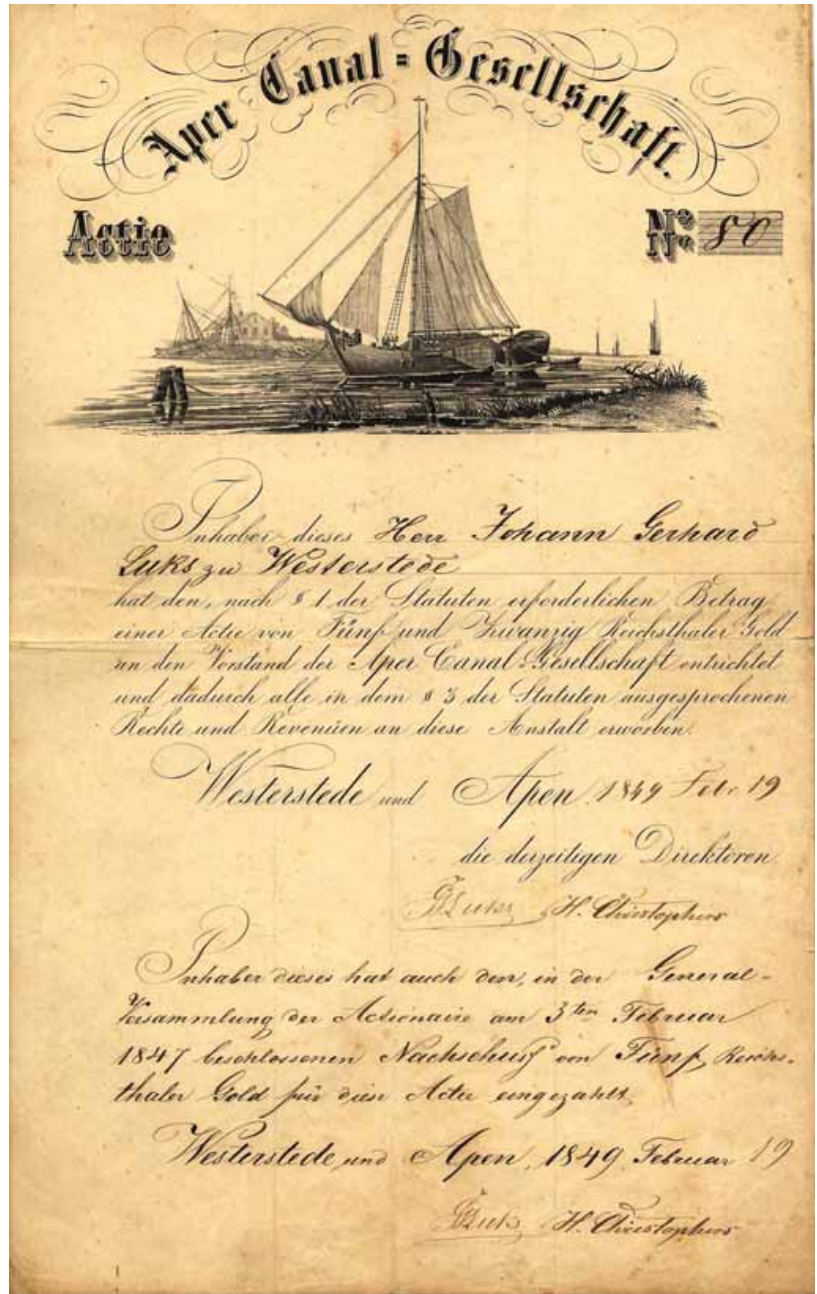 Aper Canal=Gesellschaft.
Actie
No. 80
Inhaber dieses Herr Johann Gerhard
Luks zu Westerstede
hat den, nach § 1 der Statuten erforderlichen Betrag
einer Actie von Fünf und Zwanzig Reichsthaler Gold
an den Vorstand der Aper Canal-Gesellschaft entrichtet
und dadurch alle in dem § 3 der Statuten ausgesprochenen
Rechte und Revenüen an diese Anstalt erworben.
Westerstede und Apen, 1849 Febr 19
die derzeitigen Direktoren
Luks H. Christophers
Inhaber dieses hat auch den, in der General-
Versammlung der Actionaire am 3ten Februar
1847 beschlossenen Nachschuß von Fünf Reichs-
thaler Gold für diese Actie eingezahlt.
Westerstede und Apen, 1849 Februar 19
Luks H. Christophers